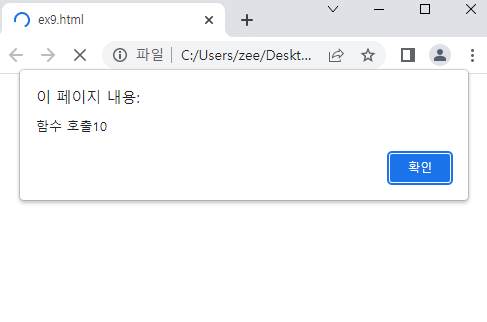 ex9.html
파일 C:/Users/zee/Deskt...
이 페이지 내용:
함수 호출10
확인